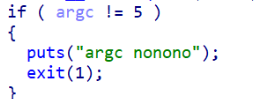 if ( argc != 5 )
{
  puts("argc nonono");
  exit(1);
}